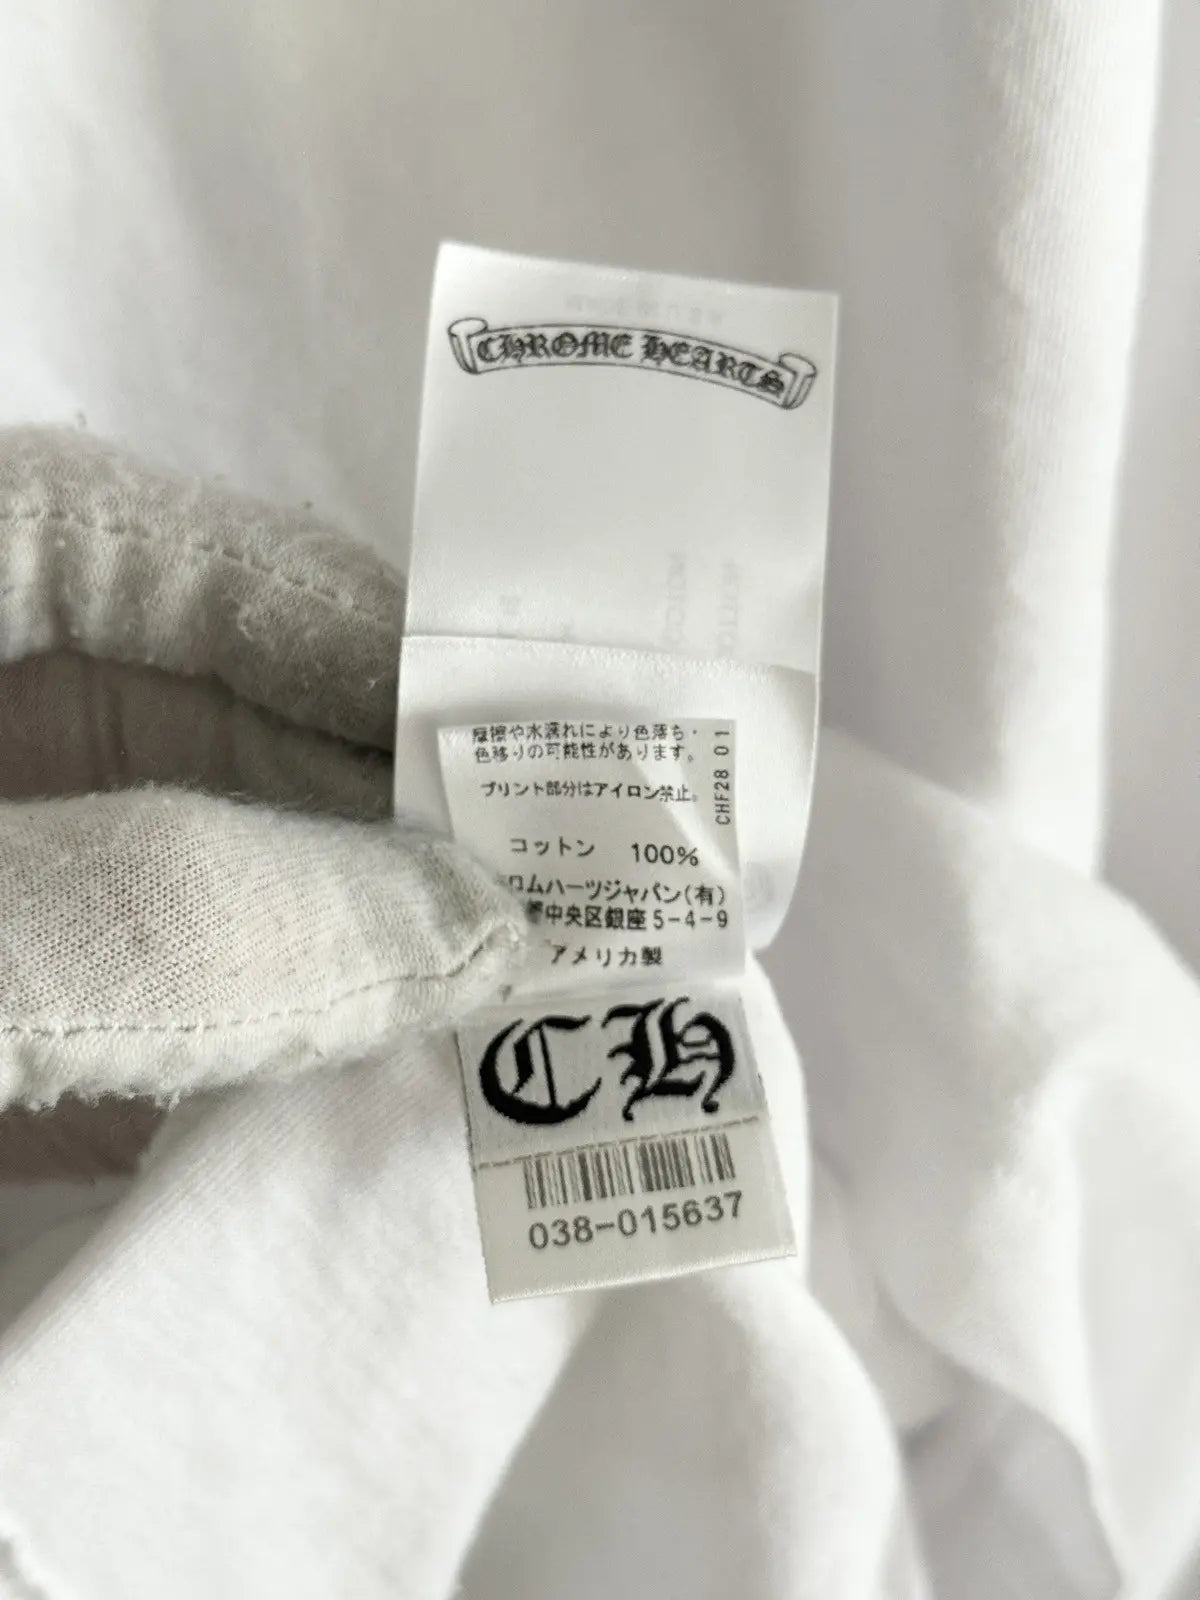 CHROME HEARTS
摩擦や水濡れにより色落ち・
色移りの可能性があります。
プリント部分はアイロン禁止。
CHF28 01
コットン 100%
ロムハーツジャパン(有)
中央区銀座5-4-9
アメリカ製
CH
038-015637